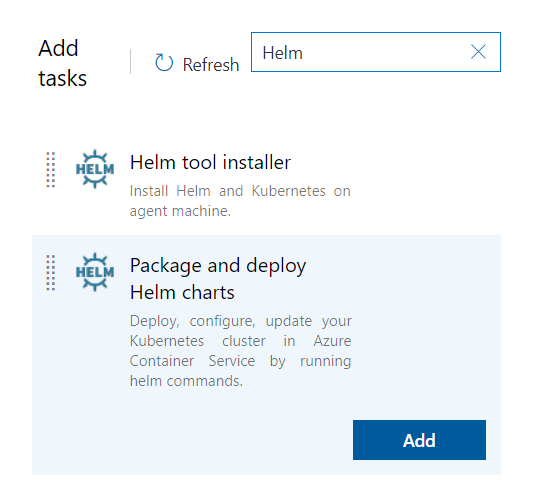 Add
tasks
Refresh
Helm
HELM
Helm tool installer
Install Helm and Kubernetes on
agent machine.
HELM
Package and deploy
Helm charts
Deploy, configure, update your
Kubernetes cluster in Azure
Container Service by running
helm commands.
Add